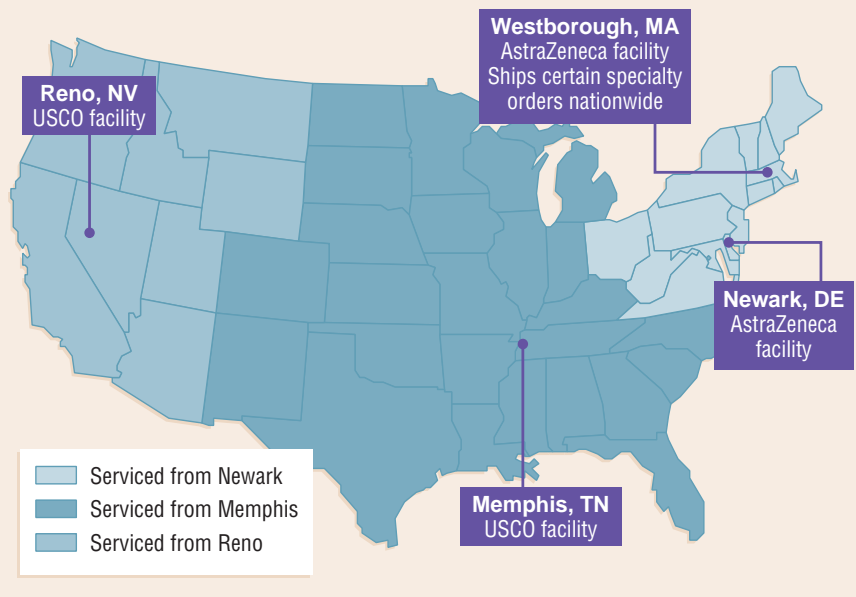 Westborough, MA
AstraZeneca facility
Ships certain specialty
orders nationwide
Reno, NV
USCO facility
Newark, DE
AstraZeneca
facility
Memphis, TN
USCO facility
Serviced from Newark
Serviced from Memphis
Serviced from Reno